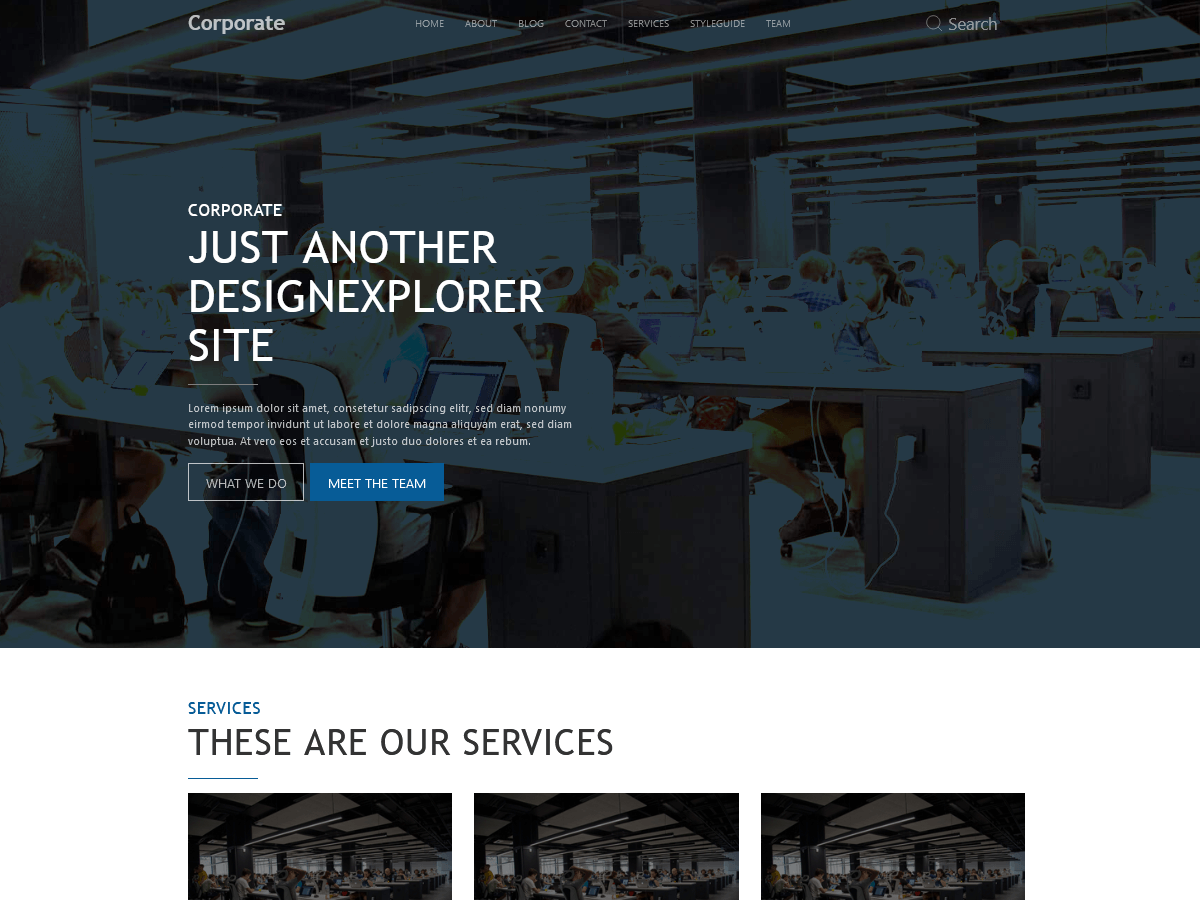 Corporate
HOME ABOUT BLOG CONTACT SERVICES STYLEGUIDE TEAM
Search
CORPORATE
JUST ANOTHER
DESIGNEXPLORER
SITE
Lorem ipsum dolor sit amet, consetetur sadipscing elitr, sed diam nonumy
eirmod tempor invidunt ut labore et dolore magna aliquyam erat, sed diam
voluptua. At vero eos et accusam et justo duo dolores et ea rebum.
WHAT WE DO
MEET THE TEAM
SERVICES
THESE ARE OUR SERVICES